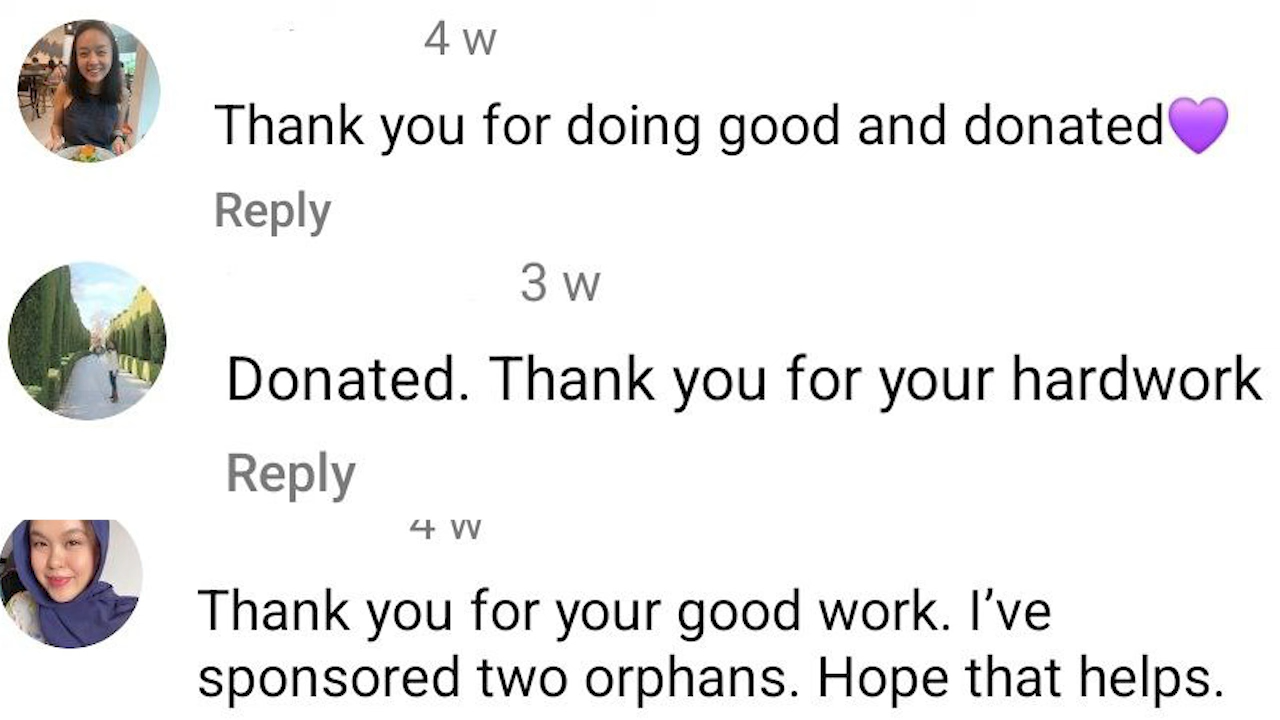 4 w
Thank you for doing good and donated💜
Reply
3 w
Donated. Thank you for your hardwork
Reply
4 w
Thank you for your good work. I’ve
sponsored two orphans. Hope that helps.